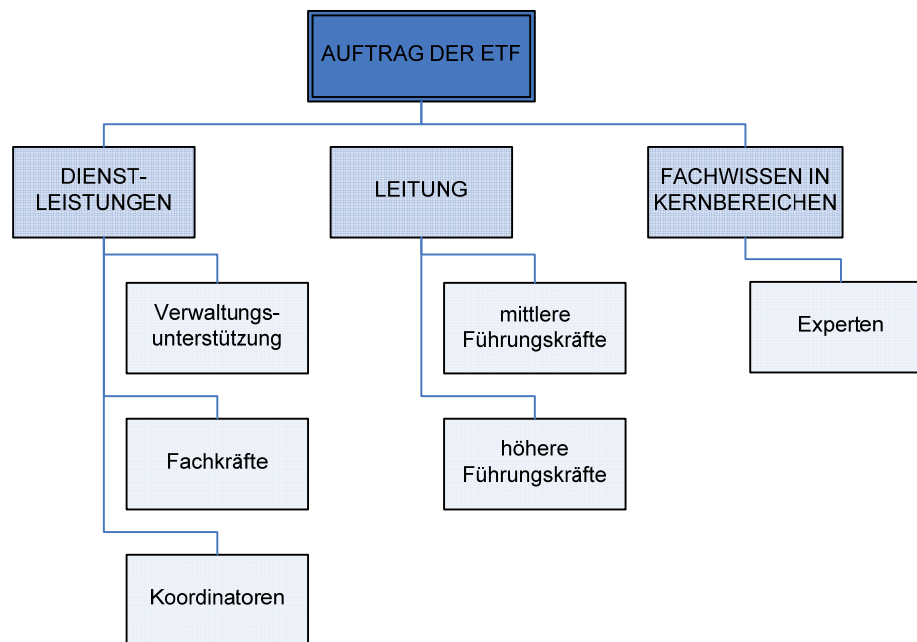 AUFTRAG DER ETF
DIENST-
LEISTUNGEN
LEITUNG
FACHWISSEN IN
KERNBEREICHEN
Verwaltungs-
unterstützung
mittlere
Führungskräfte
Experten
Fachkräfte
höhere
Führungskräfte
Koordinatoren